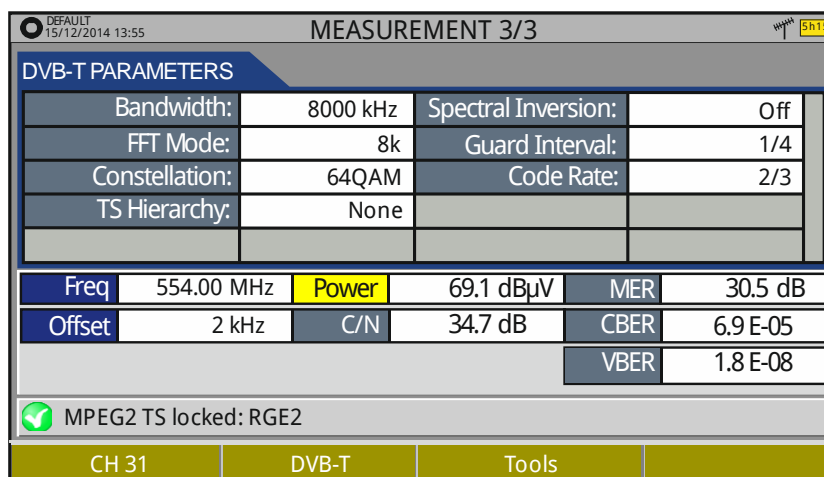 DEFAULT
15/12/2014 13:55
MEASUREMENT 3/3
DVB-T PARAMETERS
Bandwidth: 8000 kHz Spectral Inversion: Off
FFT Mode: 8k Guard Interval: 1/4
Constellation: 64QAM Code Rate: 2/3
TS Hierarchy: None
Freq 554.00 MHz Power 69.1 dBµV MER 30.5 dB
Offset 2 kHz C/N 34.7 dB CBER 6.9 E-05
VBER 1.8 E-08
MPEG2 TS locked: RGE2
CH 31 DVB-T Tools